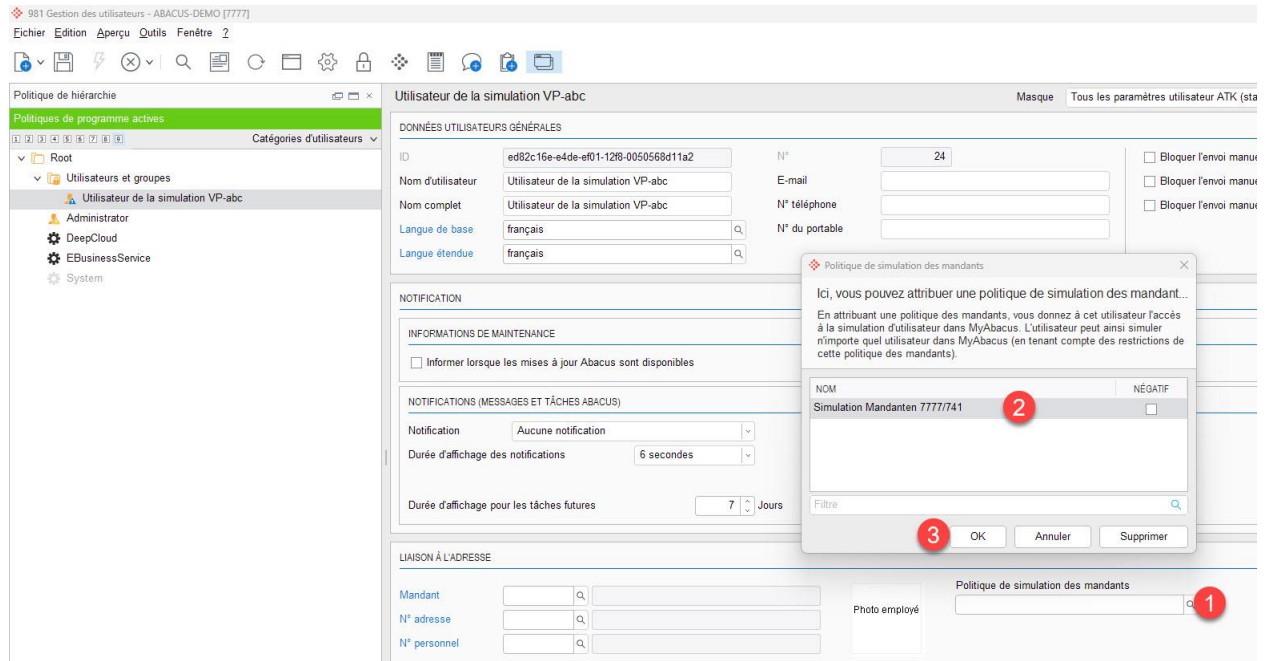 981 Gestion des utilisateurs - ABACUS-DEMO [7777]
Fichier Edition Aperçu Outils Fenêtre ?
Politique de hiérarchie
Politiques de programme actives
1 2 3 4 5 6 7 8 9 Catégories d'utilisateurs
Root
Utilisateurs et groupes
Utilisateur de la simulation VP-abc
Administrator
DeepCloud
EBusinessService
System
Utilisateur de la simulation VP-abc
Masque Tous les paramètres utilisateur ATK (sta
DONNÉES UTILISATEURS GÉNÉRALES
ID ed82c16e-e4de-ef01-12f8-0050568d11a2 N° 24
Bloquer l'envoi manue
Nom d'utilisateur Utilisateur de la simulation VP-abc E-mail
Bloquer l'envoi manue
Nom complet Utilisateur de la simulation VP-abc N° téléphone
Bloquer l'envoi manue
Langue de base français N° du portable
Langue étendue français
NOTIFICATION
INFORMATIONS DE MAINTENANCE
Informer lorsque les mises à jour Abacus sont disponibles
NOTIFICATIONS (MESSAGES ET TÂCHES ABACUS)
Notification Aucune notification
Durée d'affichage des notifications 6 secondes
Durée d'affichage pour les tâches futures 7 Jours
Politique de simulation des mandants
Ici, vous pouvez attribuer une politique de simulation des mandant...
En attribuant une politique des mandants, vous donnez à cet utilisateur l'accès
à la simulation d'utilisateur dans MyAbacus. L'utilisateur peut ainsi simuler
n'importe quel utilisateur dans MyAbacus (en tenant compte des restrictions de
cette politique des mandants).
NOM NÉGATIF
Simulation Mandanten 7777/741 2
Filtre
3 OK Annuler Supprimer
LIAISON À L'ADRESSE
Mandant
N° adresse
N° personnel
Photo employé
Politique de simulation des mandants
1